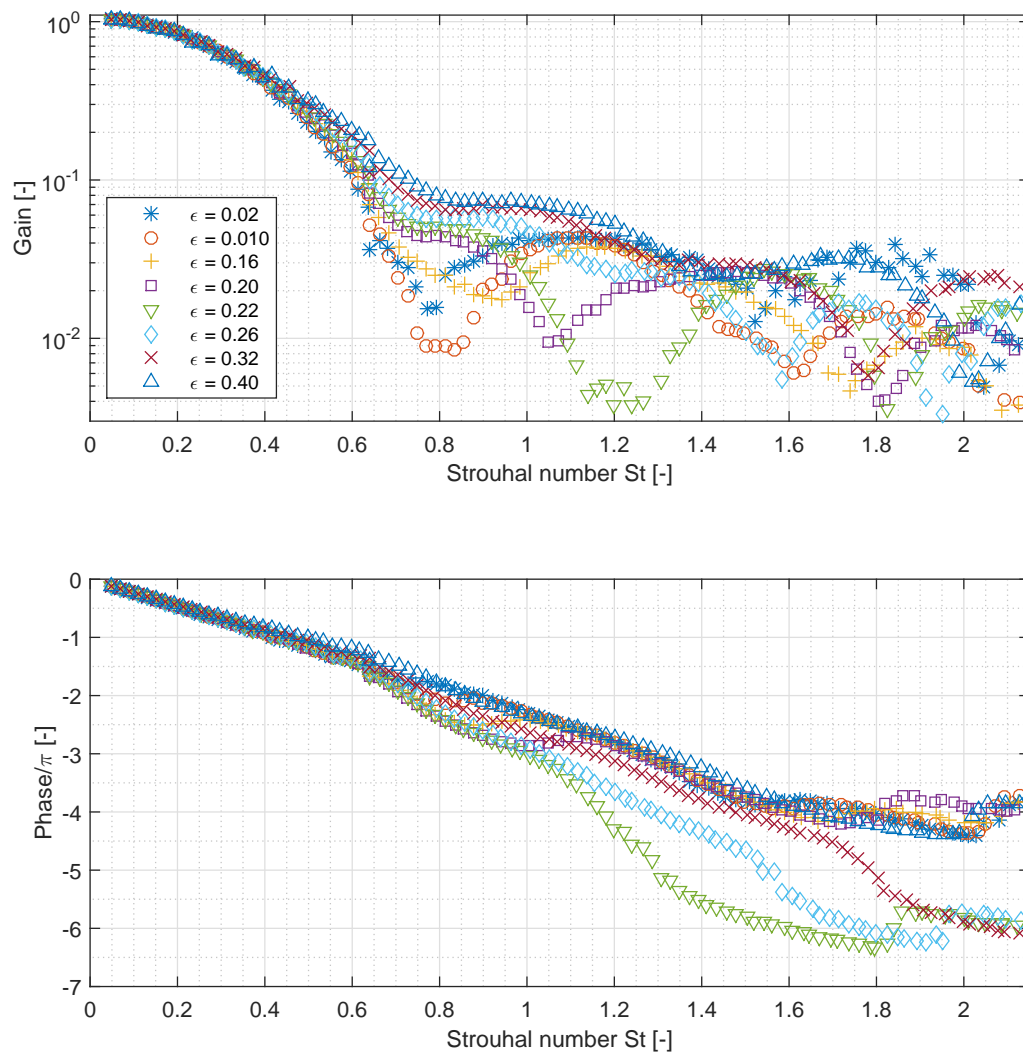 10^0
10^-1
10^-2
Gain [-]
ϵ = 0.02
ϵ = 0.010
ϵ = 0.16
ϵ = 0.20
ϵ = 0.22
ϵ = 0.26
ϵ = 0.32
ϵ = 0.40
0 0.2 0.4 0.6 0.8 1 1.2 1.4 1.6 1.8 2
Strouhal number St [-]
0
-1
-2
-3
-4
-5
-6
-7
Phase/π [-]
0 0.2 0.4 0.6 0.8 1 1.2 1.4 1.6 1.8 2
Strouhal number St [-]